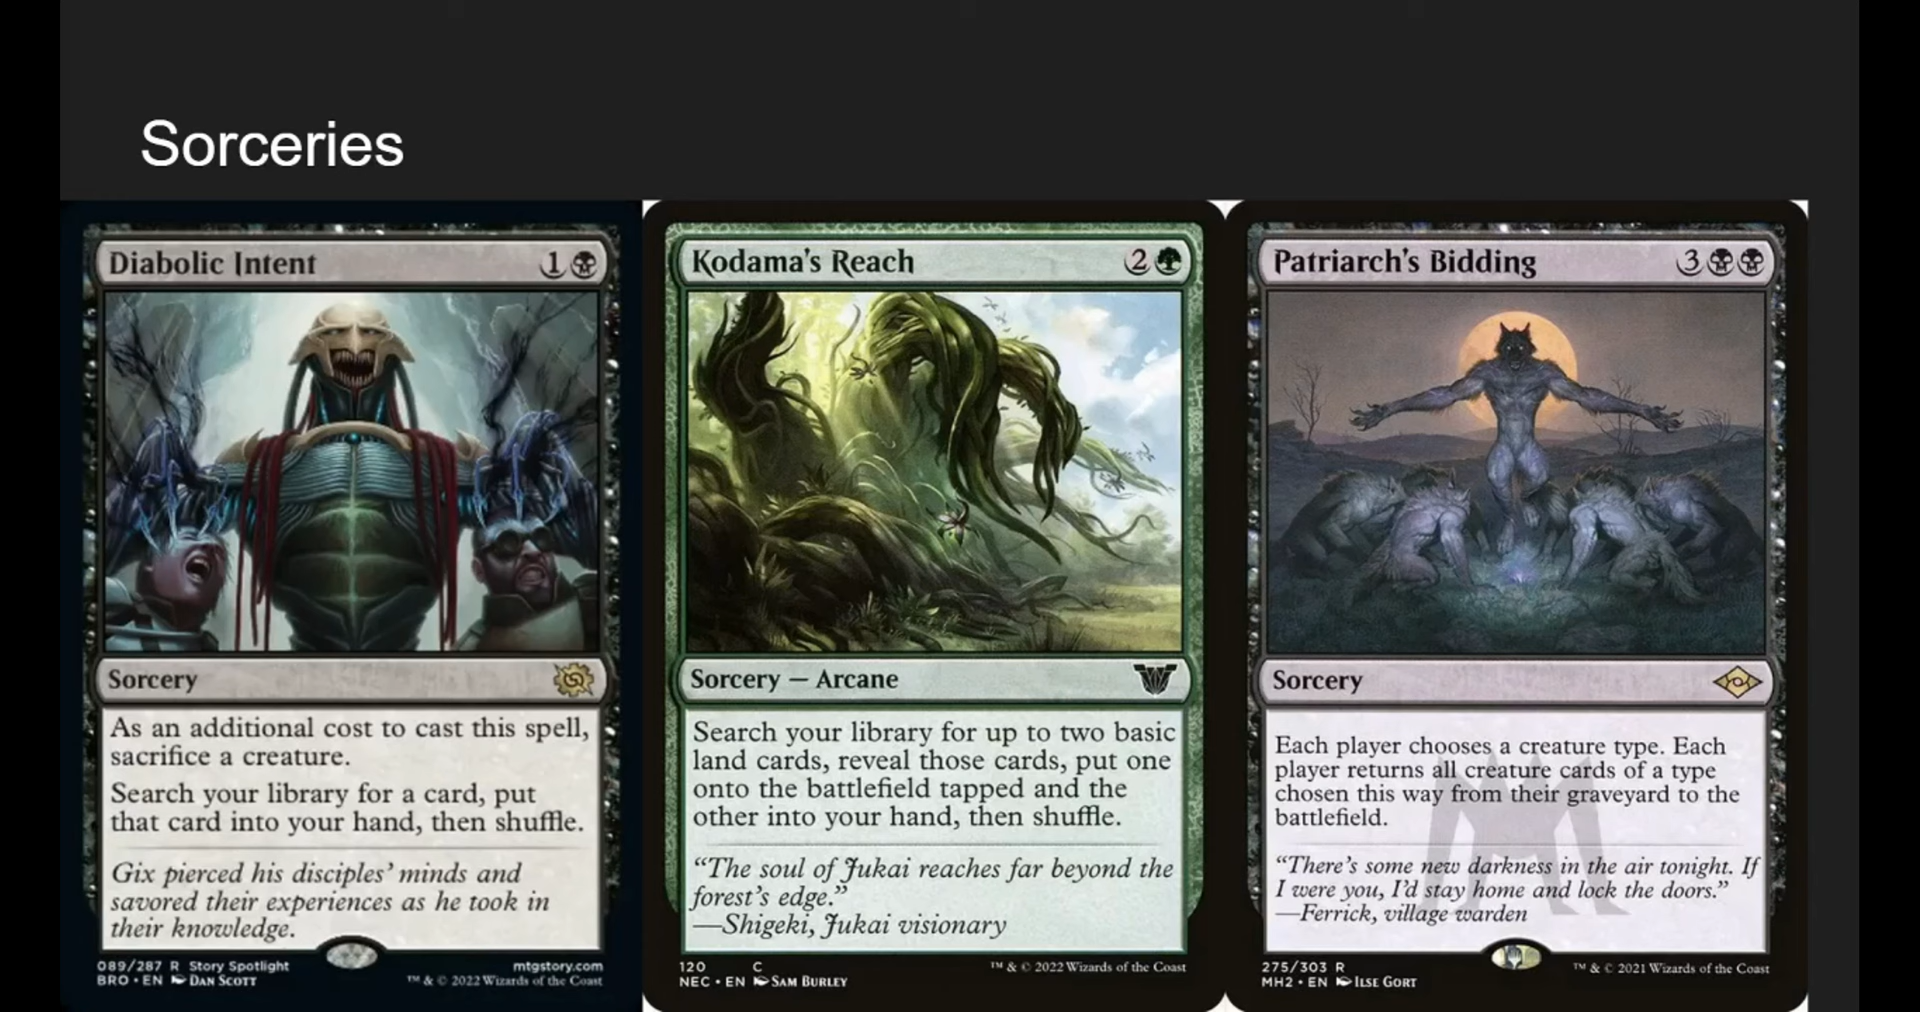 Sorceries
Diabolic Intent 1
Sorcery
As an additional cost to cast this spell,
sacrifice a creature.
Search your library for a card, put
that card into your hand, then shuffle.
Gix pierced his disciples' minds and
savored their experiences as he took in
their knowledge.
089/287 R Story Spotlight mtgstory.com
BRO • EN DAN SCOTT ™ & © 2022 Wizards of the Coast
Kodama's Reach 2
Sorcery — Arcane
Search your library for up to two basic
land cards, reveal those cards, put one
onto the battlefield tapped and the
other into your hand, then shuffle.
“The soul of Jukai reaches far beyond the
forest's edge.”
—Shigeki, Jukai visionary
120 C ™ & © 2022 Wizards of the Coast
NEC • EN SAM BURLEY
Patriarch's Bidding 3
Sorcery
Each player chooses a creature type. Each
player returns all creature cards of a type
chosen this way from their graveyard to the
battlefield.
“There's some new darkness in the air tonight. If
I were you, I'd stay home and lock the doors.”
—Ferrick, village warden
275/303 R ™ & © 2021 Wizards of the Coast
MH2 • EN ILSE GORT